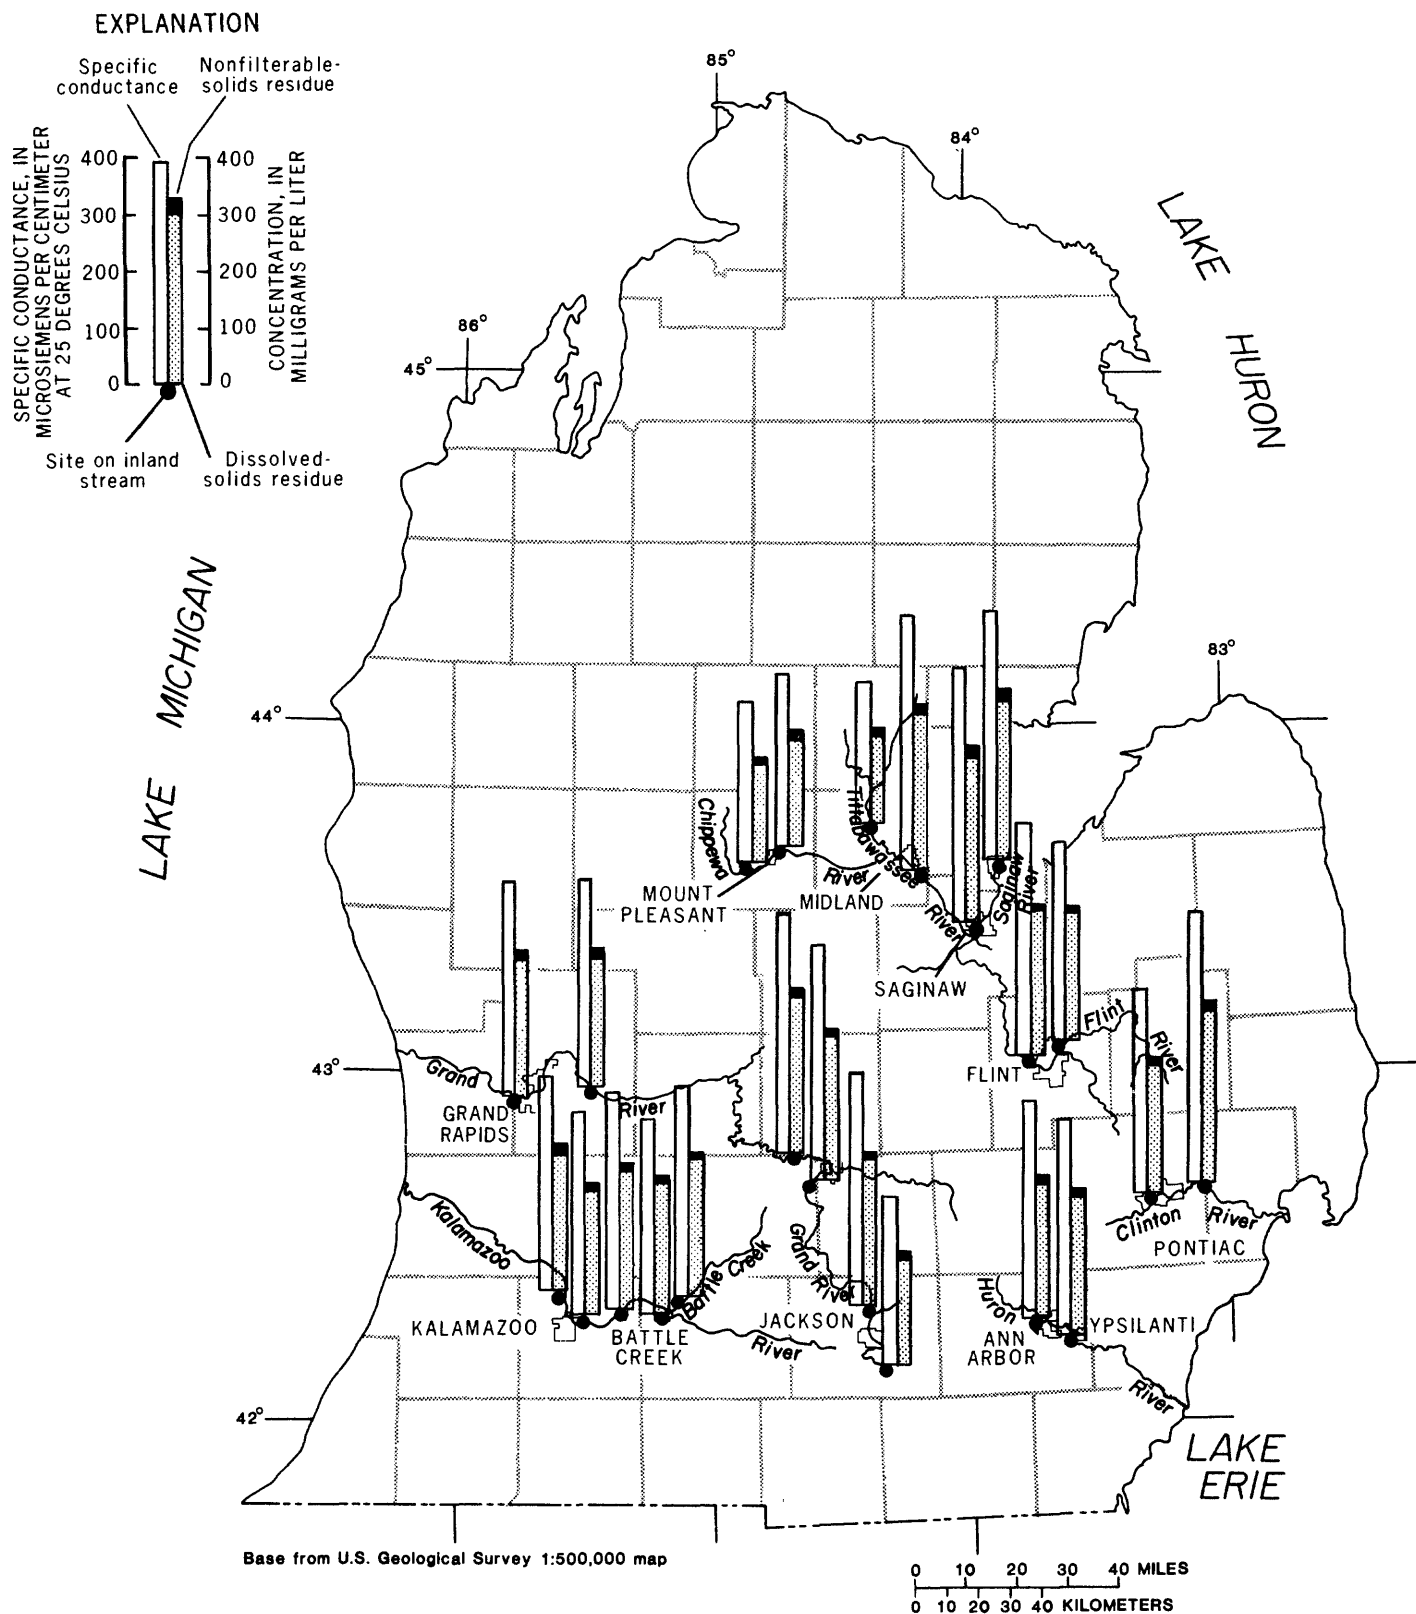 EXPLANATION
Specific
conductance
Nonfilterable-
solids residue
SPECIFIC CONDUCTANCE, IN
MICROSIEMENS PER CENTIMETER
AT 25 DEGREES CELSIUS
400
300
200
100
0
400
300
200
100
0
CONCENTRATION, IN
MILLIGRAMS PER LITER
Site on inland
stream
Dissolved-
solids residue
85°
84°
86°
45°
83°
44°
43°
42°
LAKE HURON
LAKE MICHIGAN
Chippewa
River
MOUNT
PLEASANT
Tittabawassee
River
MIDLAND
Saginaw
River
SAGINAW
Flint
River
FLINT
Grand
River
GRAND
RAPIDS
Kalamazoo
River
KALAMAZOO
BATTLE
CREEK
Battle Creek
Grand River
JACKSON
Huron
River
ANN
ARBOR
YPSILANTI
Clinton
River
PONTIAC
LAKE
ERIE
Base from U.S. Geological Survey 1:500,000 map
0 10 20 30 40 MILES
0 10 20 30 40 KILOMETERS